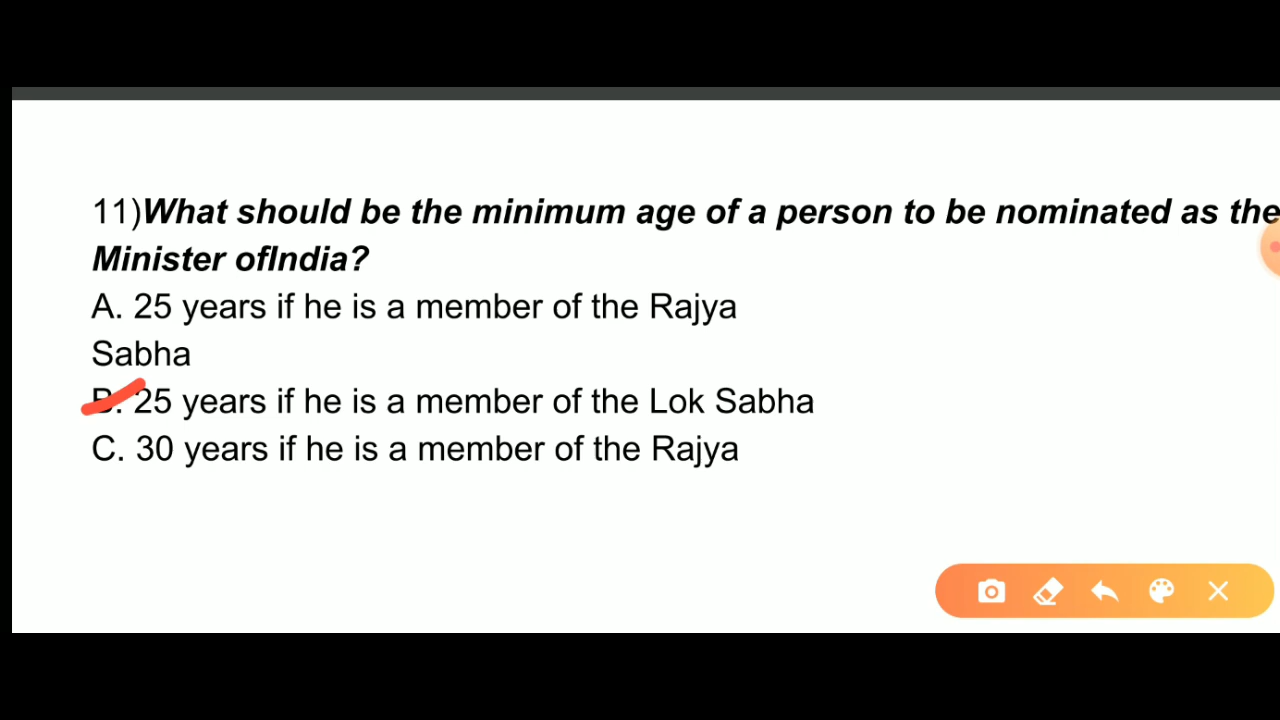 11)What should be the minimum age of a person to be nominated as the
Minister ofIndia?
A. 25 years if he is a member of the Rajya
Sabha
B. 25 years if he is a member of the Lok Sabha
C. 30 years if he is a member of the Rajya